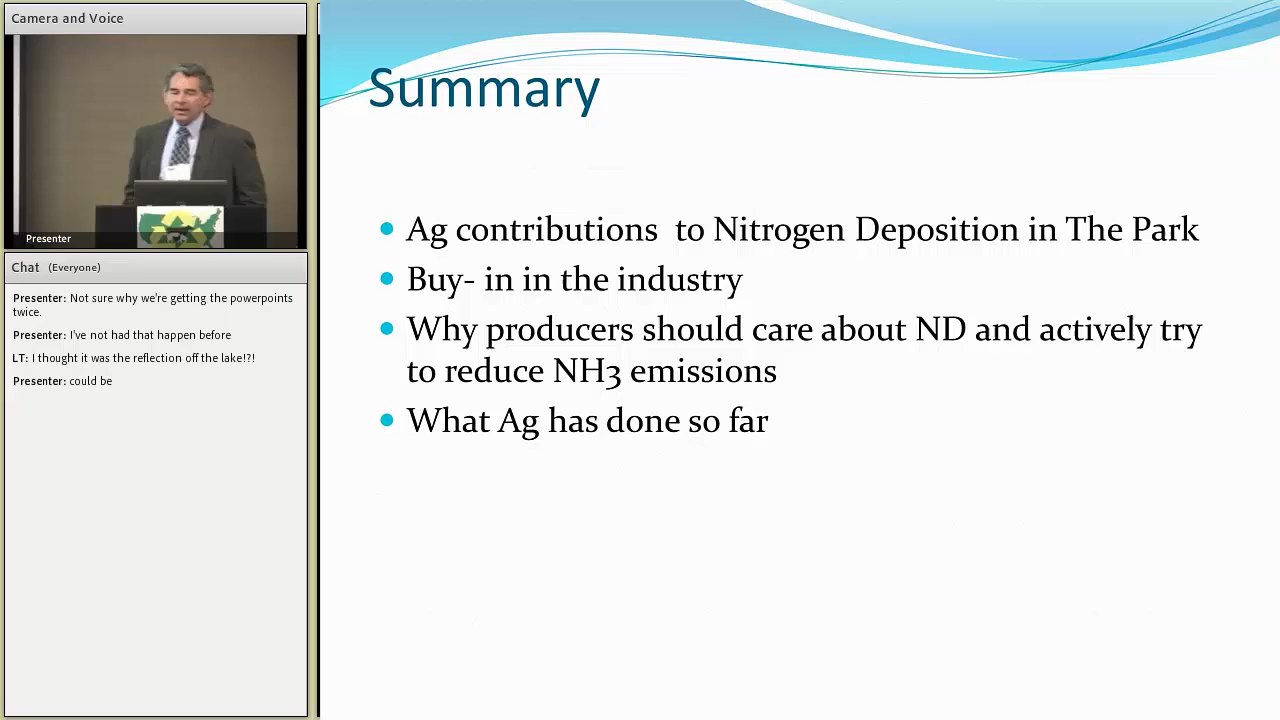 Camera and Voice
Presenter
Chat (Everyone)
Presenter: Not sure why we're getting the powerpoints
twice.
Presenter: I've not had that happen before
LT: I thought it was the reflection off the lake!?!
Presenter: could be
Summary
• Ag contributions  to Nitrogen Deposition in The Park
• Buy- in in the industry
• Why producers should care about ND and actively try
to reduce NH3 emissions
• What Ag has done so far